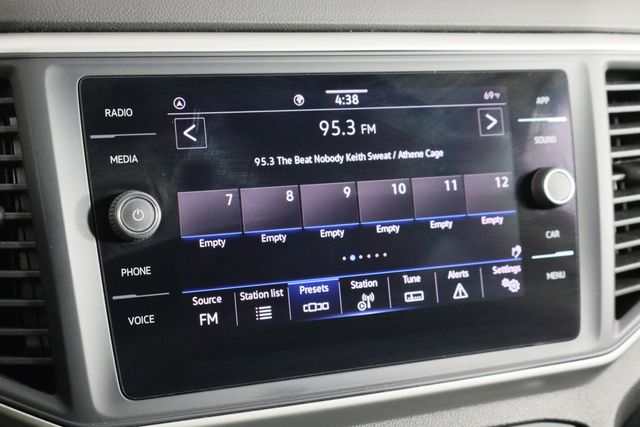 RADIO
MEDIA
PHONE
VOICE
4:38
69°F
95.3 FM
95.3 The Beat Nobody Keith Sweat / Athene Cage
7 8 9 10 11 12
Empty Empty Empty Empty Empty Empty
Source Station list Presets Station Tune Alerts Settings
FM
APP
SOUND
CAR
MENU